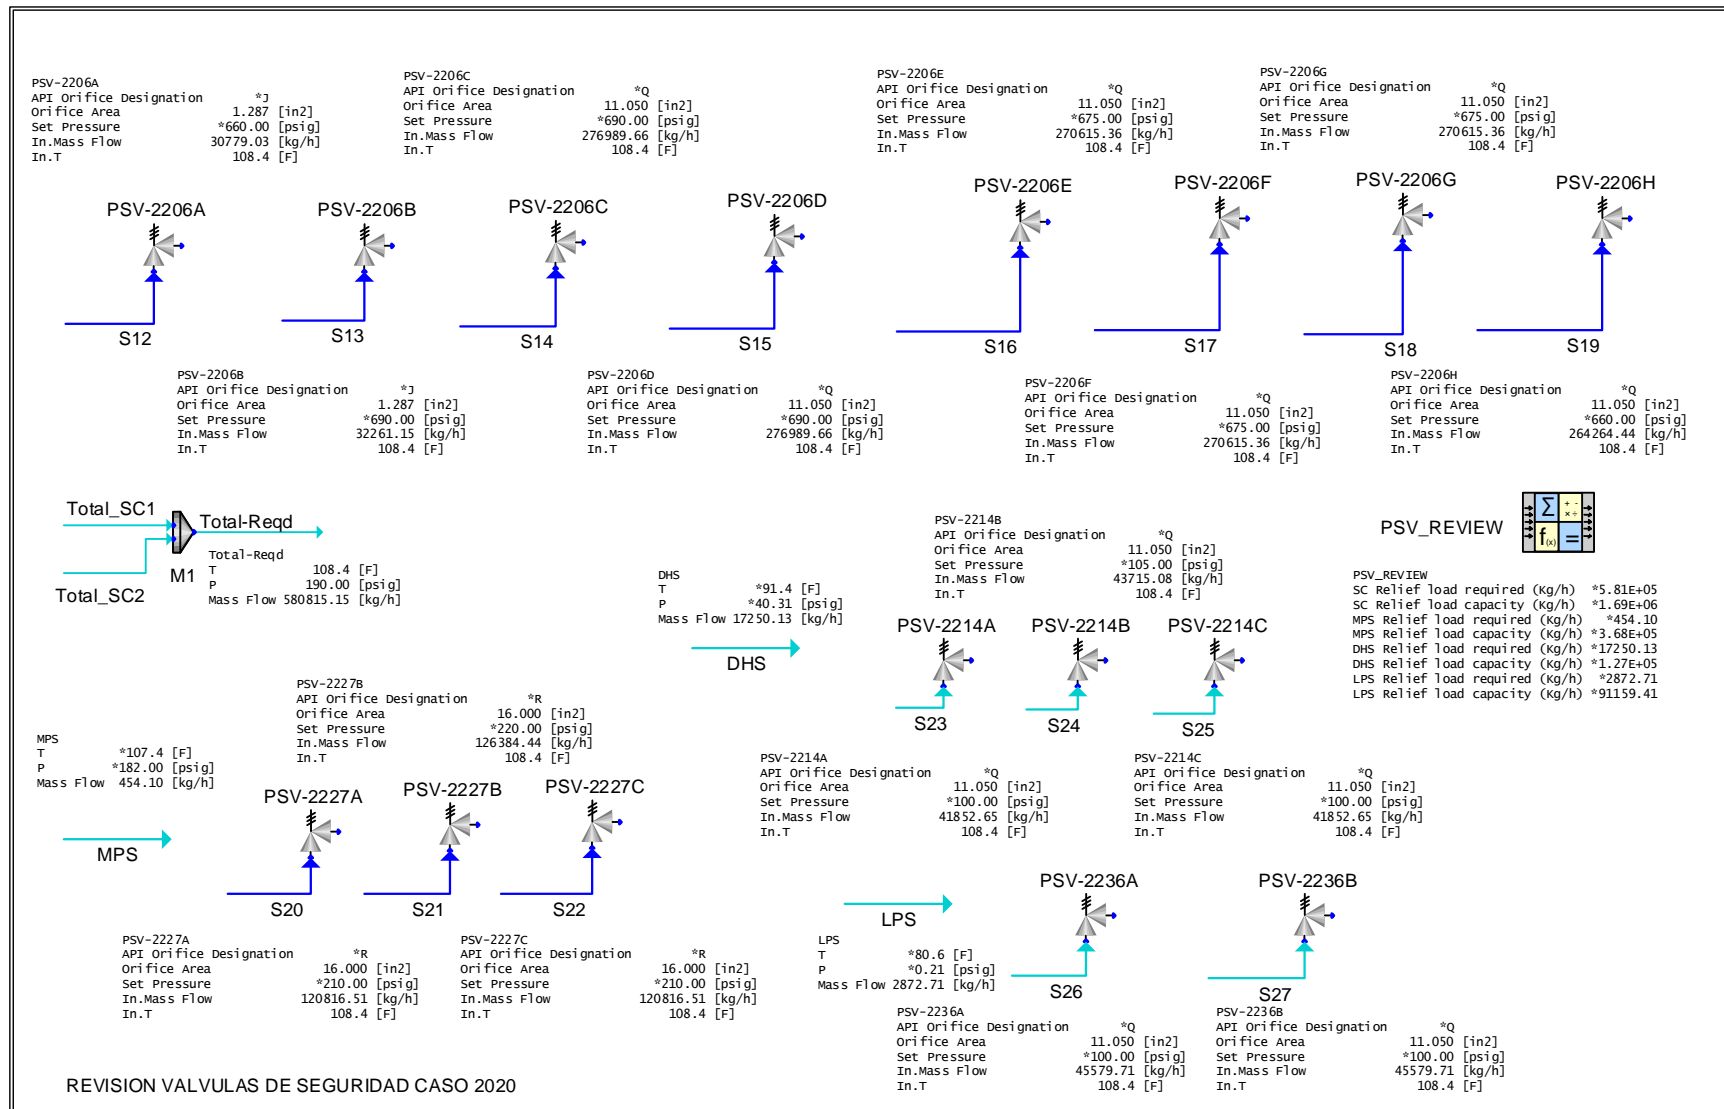 PSV-2206A
API Orifice Designation *J
Orifice Area 1.287 [in2]
Set Pressure *660.00 [psig]
In.Mass Flow 30779.03 [kg/h]
In.T 108.4 [F]
PSV-2206C
API Orifice Designation *Q
Orifice Area 11.050 [in2]
Set Pressure *690.00 [psig]
In.Mass Flow 276989.66 [kg/h]
In.T 108.4 [F]
PSV-2206E
API Orifice Designation *Q
Orifice Area 11.050 [in2]
Set Pressure *675.00 [psig]
In.Mass Flow 270615.36 [kg/h]
In.T 108.4 [F]
PSV-2206G
API Orifice Designation *Q
Orifice Area 11.050 [in2]
Set Pressure *675.00 [psig]
In.Mass Flow 270615.36 [kg/h]
In.T 108.4 [F]
PSV-2206A
PSV-2206B
PSV-2206C
PSV-2206D
PSV-2206E
PSV-2206F
PSV-2206G
PSV-2206H
S12
S13
S14
S15
S16
S17
S18
S19
PSV-2206B
API Orifice Designation *J
Orifice Area 1.287 [in2]
Set Pressure *690.00 [psig]
In.Mass Flow 32261.15 [kg/h]
In.T 108.4 [F]
PSV-2206D
API Orifice Designation *Q
Orifice Area 11.050 [in2]
Set Pressure *690.00 [psig]
In.Mass Flow 276989.66 [kg/h]
In.T 108.4 [F]
PSV-2206F
API Orifice Designation *Q
Orifice Area 11.050 [in2]
Set Pressure *675.00 [psig]
In.Mass Flow 270615.36 [kg/h]
In.T 108.4 [F]
PSV-2206H
API Orifice Designation *Q
Orifice Area 11.050 [in2]
Set Pressure *660.00 [psig]
In.Mass Flow 264264.44 [kg/h]
In.T 108.4 [F]
Total_SC1
Total-Reqd
M1
Total_SC2
Total-Reqd
T 108.4 [F]
P 190.00 [psig]
Mass Flow 580815.15 [kg/h]
DHS
T *91.4 [F]
P *40.31 [psig]
Mass Flow 17250.13 [kg/h]
DHS
PSV-2214B
API Orifice Designation *Q
Orifice Area 11.050 [in2]
Set Pressure *105.00 [psig]
In.Mass Flow 43715.08 [kg/h]
In.T 108.4 [F]
PSV-2214A
PSV-2214B
PSV-2214C
S23
S24
S25
PSV_REVIEW
Σ + - × ÷
f(x) =
PSV_REVIEW
SC Relief load required (Kg/h) *5.81E+05
SC Relief load capacity (Kg/h) *1.69E+06
MPS Relief load required (Kg/h) *454.10
MPS Relief load capacity (Kg/h) *3.68E+05
DHS Relief load required (Kg/h) *17250.13
DHS Relief load capacity (Kg/h) *1.27E+05
LPS Relief load required (Kg/h) *2872.71
LPS Relief load capacity (Kg/h) *91159.41
PSV-2227B
API Orifice Designation *R
Orifice Area 16.000 [in2]
Set Pressure *220.00 [psig]
In.Mass Flow 126384.44 [kg/h]
In.T 108.4 [F]
MPS
T *107.4 [F]
P *182.00 [psig]
Mass Flow 454.10 [kg/h]
MPS
PSV-2227A
PSV-2227B
PSV-2227C
S20
S21
S22
PSV-2214A
API Orifice Designation *Q
Orifice Area 11.050 [in2]
Set Pressure *100.00 [psig]
In.Mass Flow 41852.65 [kg/h]
In.T 108.4 [F]
PSV-2214C
API Orifice Designation *Q
Orifice Area 11.050 [in2]
Set Pressure *100.00 [psig]
In.Mass Flow 41852.65 [kg/h]
In.T 108.4 [F]
LPS
PSV-2236A
PSV-2236B
S26
S27
PSV-2227A
API Orifice Designation *R
Orifice Area 16.000 [in2]
Set Pressure *210.00 [psig]
In.Mass Flow 120816.51 [kg/h]
In.T 108.4 [F]
PSV-2227C
API Orifice Designation *R
Orifice Area 16.000 [in2]
Set Pressure *210.00 [psig]
In.Mass Flow 120816.51 [kg/h]
In.T 108.4 [F]
LPS
T *80.6 [F]
P *0.21 [psig]
Mass Flow 2872.71 [kg/h]
PSV-2236A
API Orifice Designation *Q
Orifice Area 11.050 [in2]
Set Pressure *100.00 [psig]
In.Mass Flow 45579.71 [kg/h]
In.T 108.4 [F]
PSV-2236B
API Orifice Designation *Q
Orifice Area 11.050 [in2]
Set Pressure *100.00 [psig]
In.Mass Flow 45579.71 [kg/h]
In.T 108.4 [F]
REVISION VALVULAS DE SEGURIDAD CASO 2020